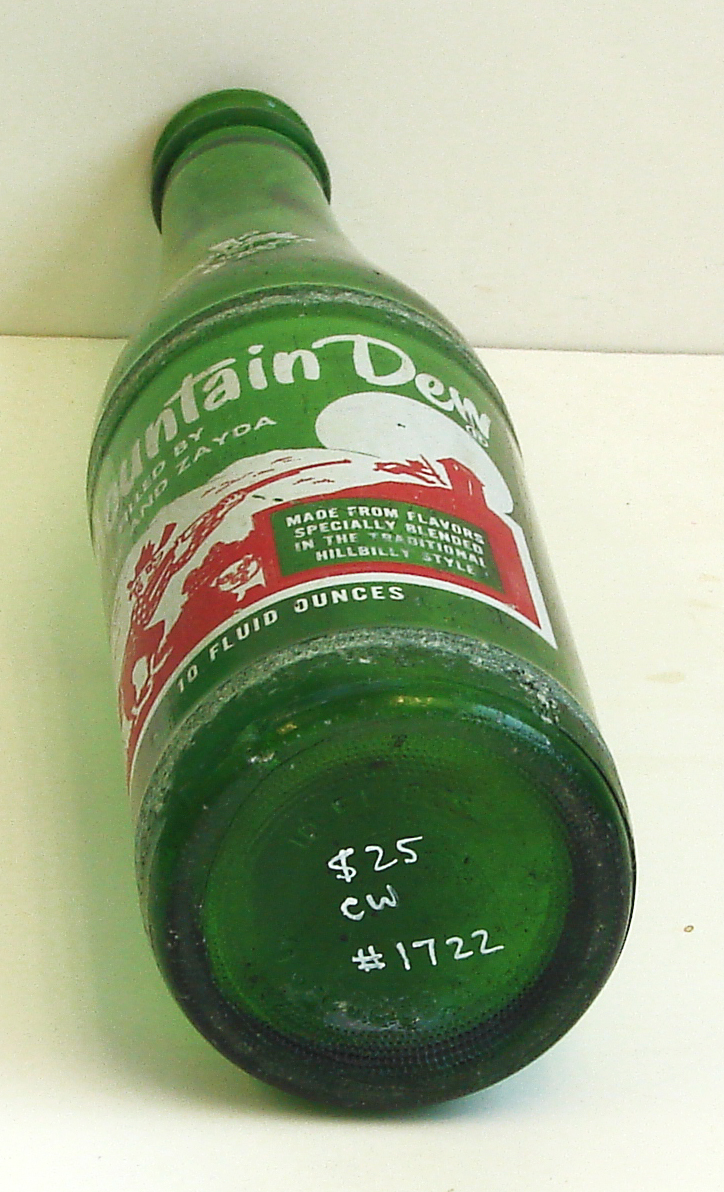 Mountain Dew
AND ZAYDA
MADE FROM FLAVORS
SPECIALLY BLENDED
IN THE TRADITIONAL
HILLBILLY STYLE
10 FLUID OUNCES
$25
CW
#1722